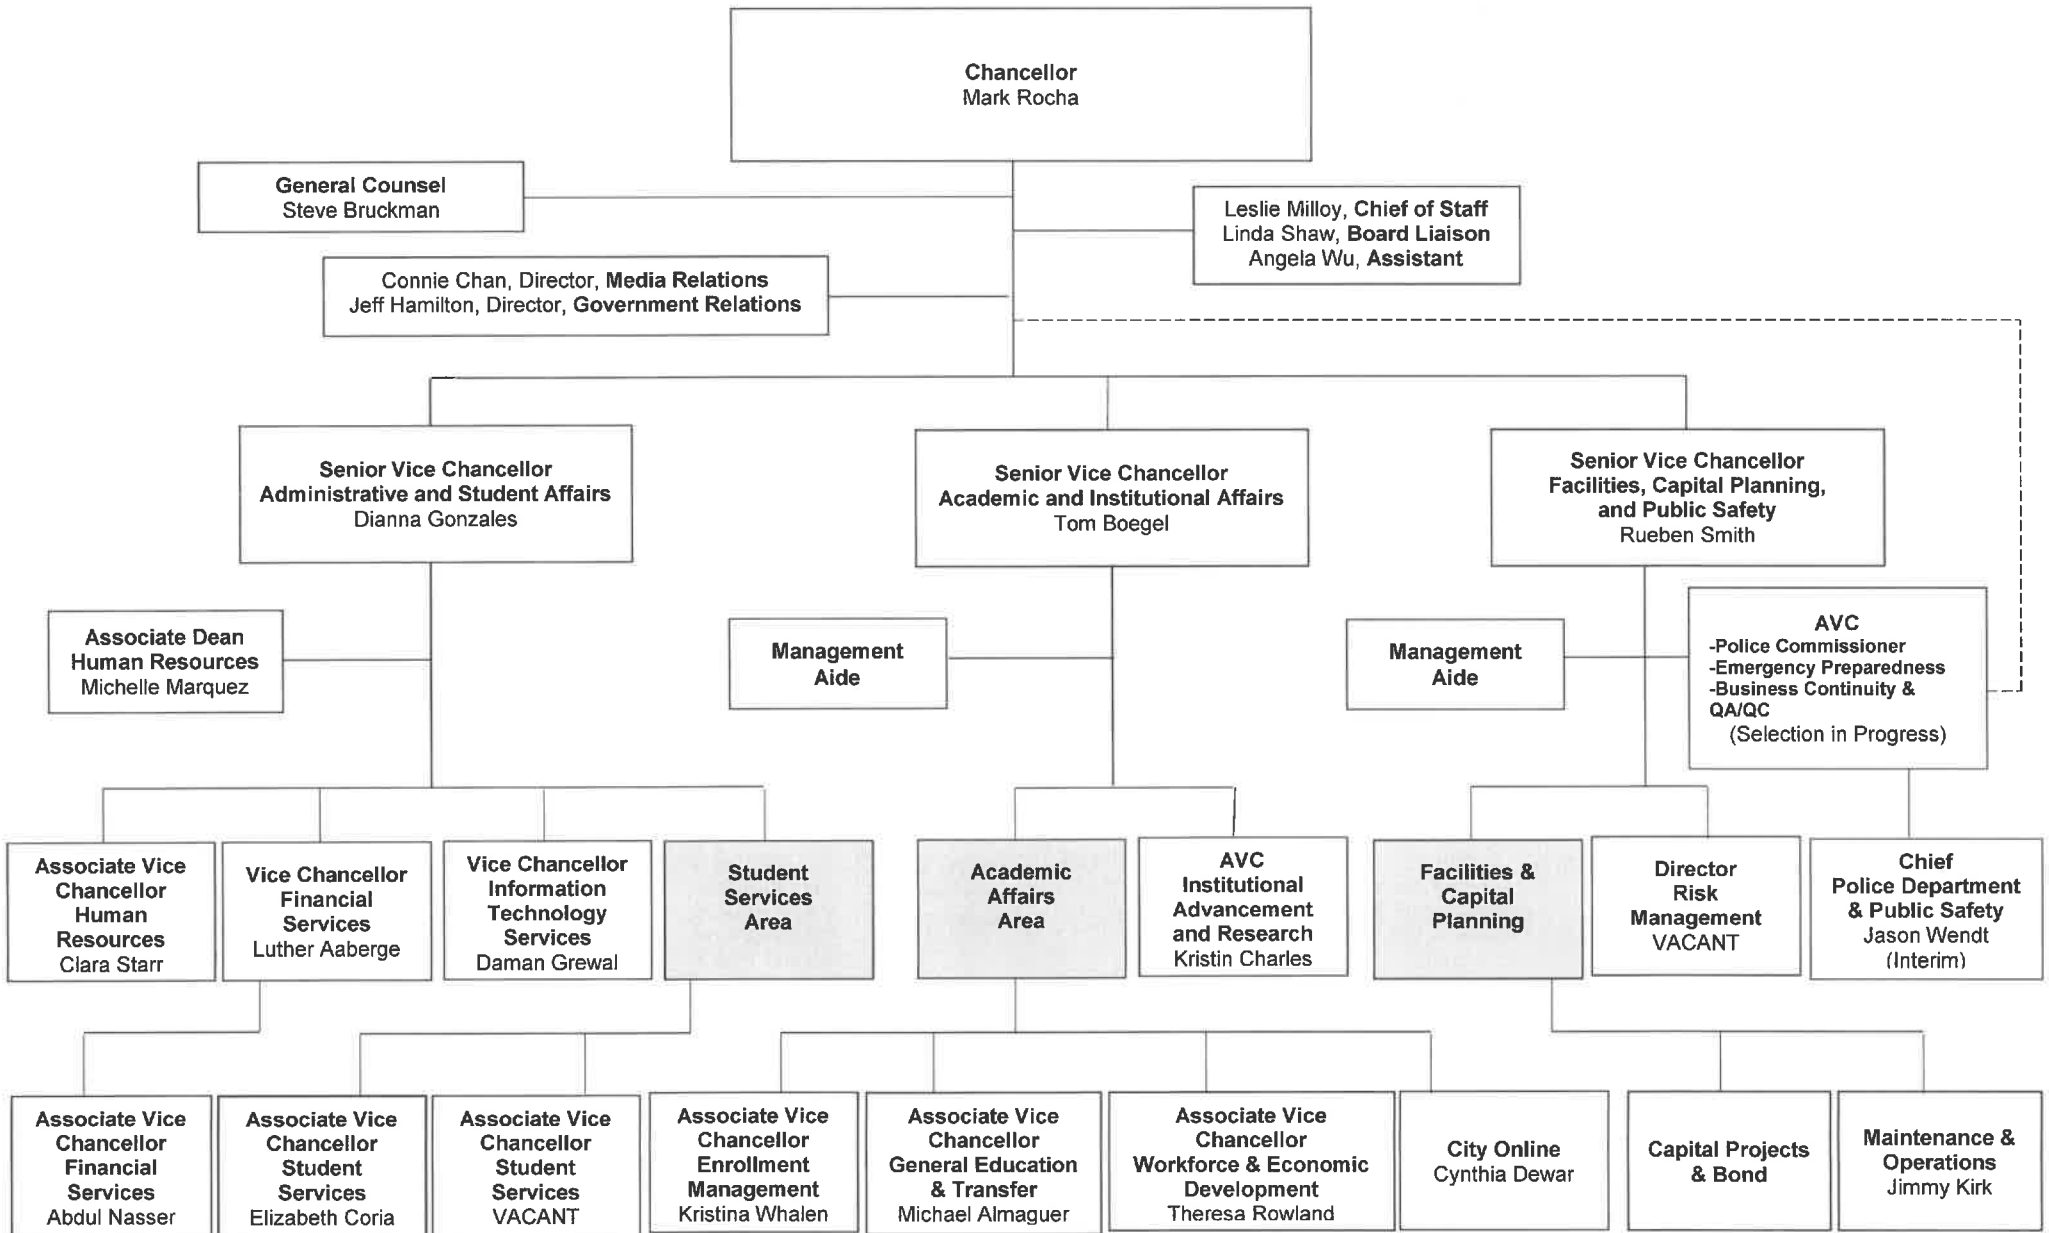 Chancellor
Mark Rocha
General Counsel
Steve Bruckman
Leslie Milloy, Chief of Staff
Linda Shaw, Board Liaison
Angela Wu, Assistant
Connie Chan, Director, Media Relations
Jeff Hamilton, Director, Government Relations
Senior Vice Chancellor
Administrative and Student Affairs
Dianna Gonzales
Senior Vice Chancellor
Academic and Institutional Affairs
Tom Boegel
Senior Vice Chancellor
Facilities, Capital Planning,
and Public Safety
Rueben Smith
Associate Dean
Human Resources
Michelle Marquez
Management
Aide
Management
Aide
AVC
-Police Commissioner
-Emergency Preparedness
-Business Continuity &
QA/QC
(Selection in Progress)
Associate Vice
Chancellor
Human
Resources
Clara Starr
Vice Chancellor
Financial
Services
Luther Aaberge
Vice Chancellor
Information
Technology
Services
Daman Grewal
Student
Services
Area
Academic
Affairs
Area
AVC
Institutional
Advancement
and Research
Kristin Charles
Facilities &
Capital
Planning
Director
Risk
Management
VACANT
Chief
Police Department
& Public Safety
Jason Wendt
(Interim)
Associate Vice
Chancellor
Financial
Services
Abdul Nasser
Associate Vice
Chancellor
Student
Services
Elizabeth Coria
Associate Vice
Chancellor
Student
Services
VACANT
Associate Vice
Chancellor
Enrollment
Management
Kristina Whalen
Associate Vice
Chancellor
General Education
& Transfer
Michael Almaguer
Associate Vice
Chancellor
Workforce & Economic
Development
Theresa Rowland
City Online
Cynthia Dewar
Capital Projects
& Bond
Maintenance &
Operations
Jimmy Kirk